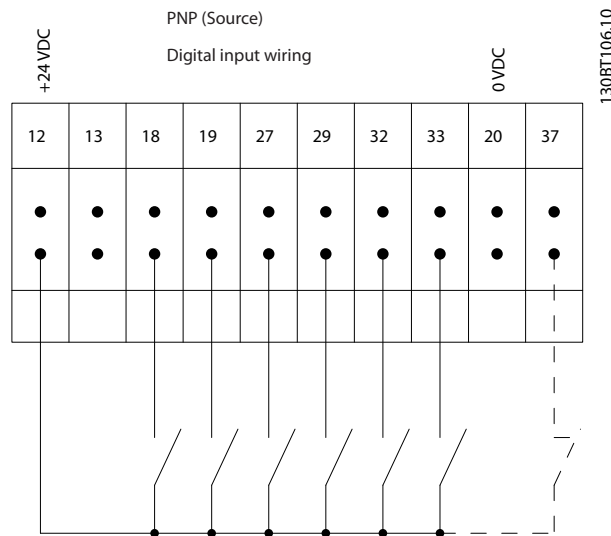 PNP (Source)
Digital input wiring
+24 VDC
0 VDC
130BT106.10
12 13 18 19 27 29 32 33 20 37